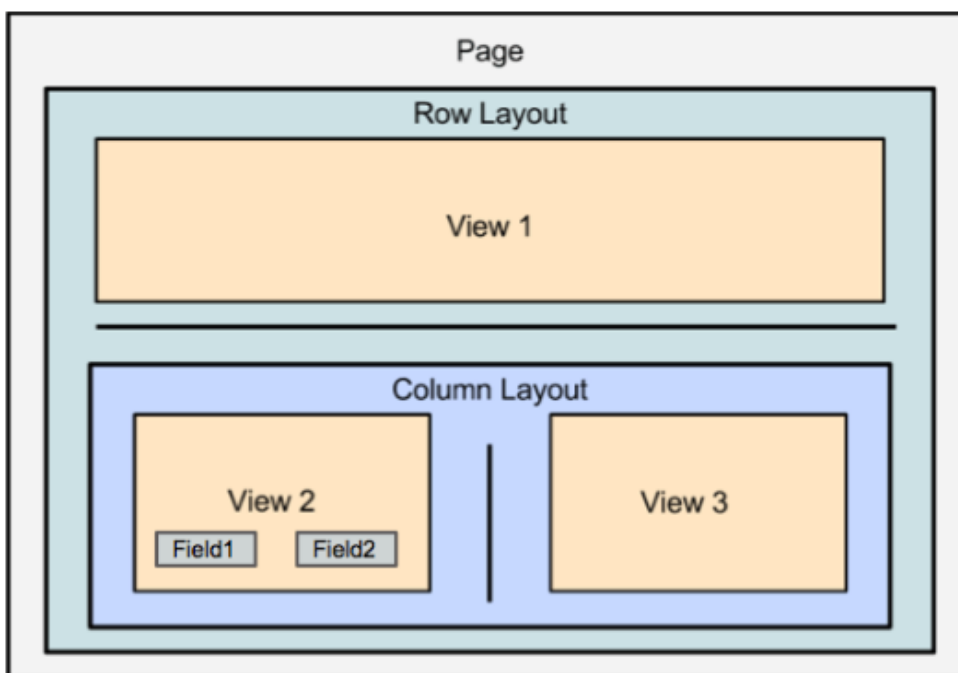 Page
Row Layout
View 1
Column Layout
View 2
Field1
Field2
View 3